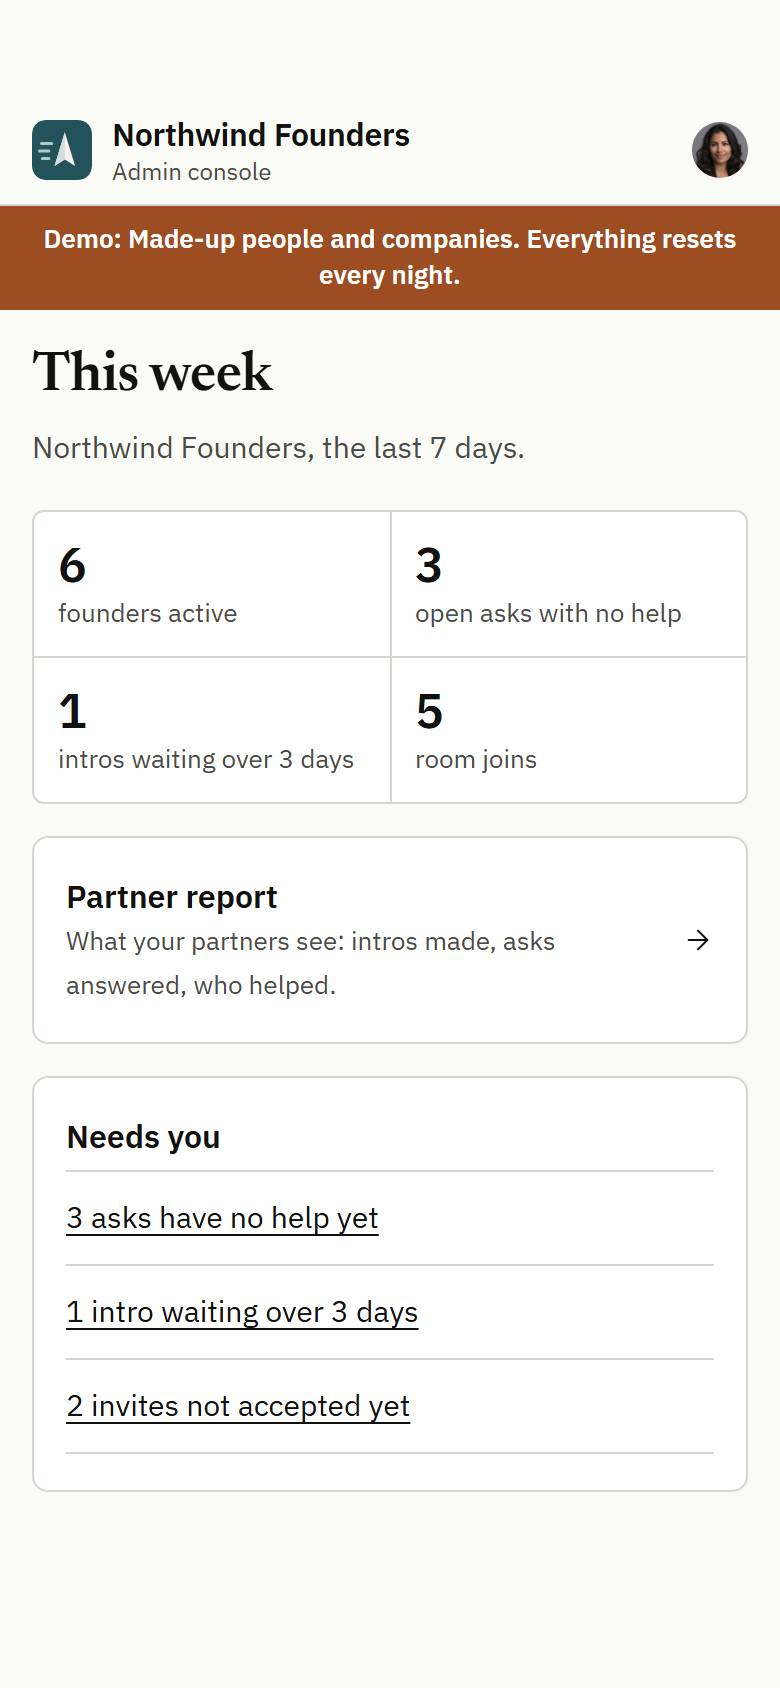 Northwind Founders
Admin console
Demo: Made-up people and companies. Everything resets
every night.
This week
Northwind Founders, the last 7 days.
6
founders active
3
open asks with no help
1
intros waiting over 3 days
5
room joins
Partner report
What your partners see: intros made, asks
answered, who helped.
Needs you
3 asks have no help yet
1 intro waiting over 3 days
2 invites not accepted yet